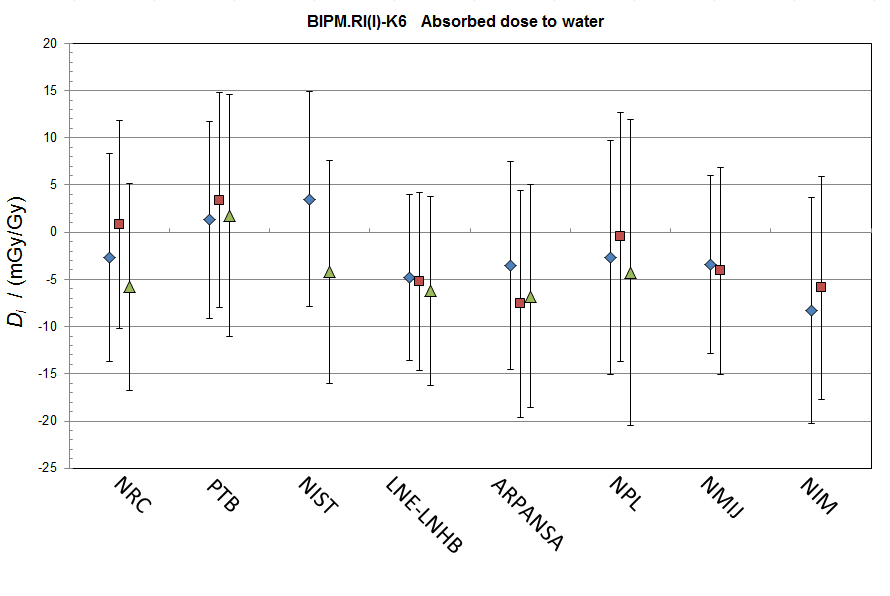 BIPM.RI(I)-K6 Absorbed dose to water
20
15
10
5
0
-5
-10
-15
-20
-25
Di / (mGy/Gy)
NRC
PTB
NIST
LNE-LNHB
ARPANSA
NPL
NMIJ
NIM